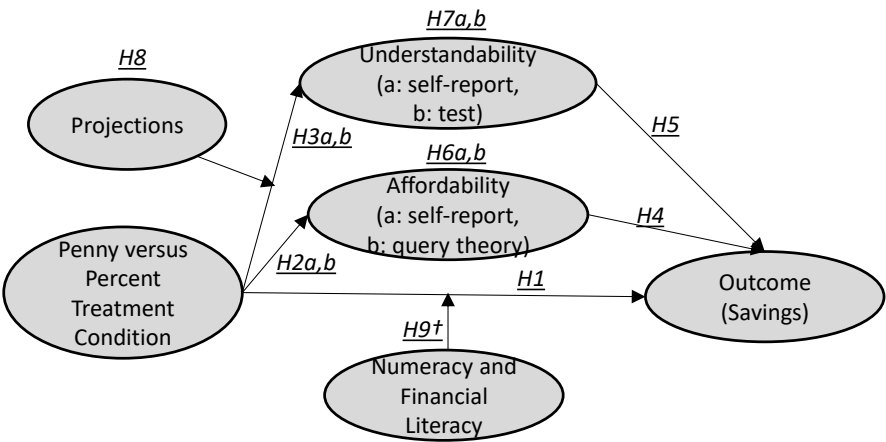 H7a,b
Understandability
(a: self-report,
b: test)
H8
Projections
H3a,b
H5
H6a,b
Affordability
(a: self-report,
b: query theory)
H4
H2a,b
Penny versus
Percent
Treatment
Condition
H1
Outcome
(Savings)
H9†
Numeracy and
Financial
Literacy